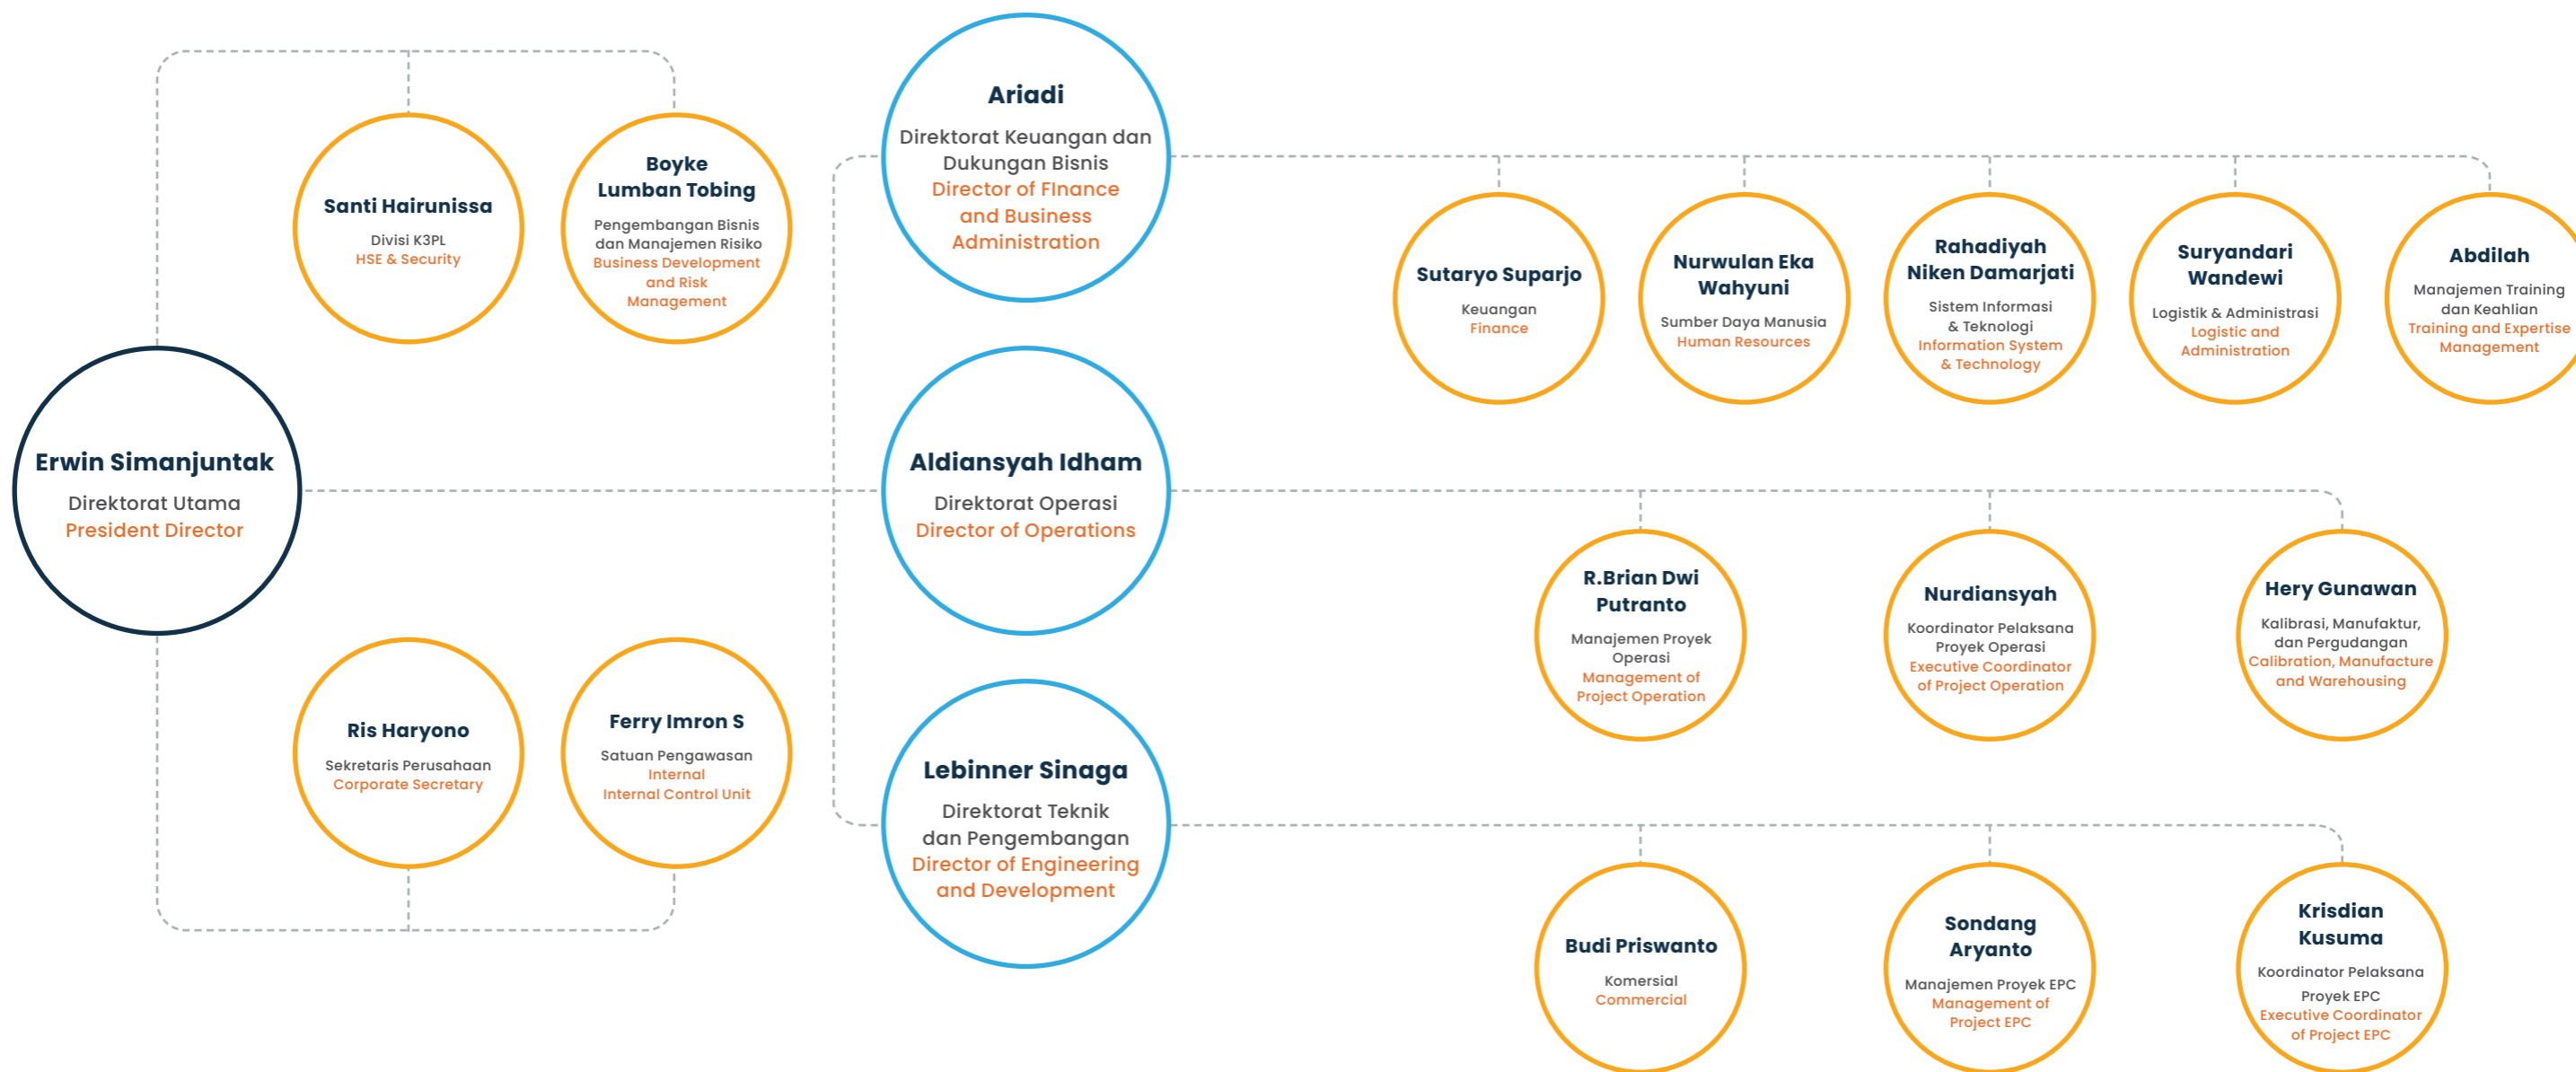 Ariadi
Direktorat Keuangan dan
Dukungan Bisnis
Director of FInance
and Business
Administration
Santi Hairunissa
Divisi K3PL
HSE & Security
Boyke
Lumban Tobing
Pengembangan Bisnis
dan Manajemen Risiko
Business Development
and Risk
Management
Sutaryo Suparjo
Keuangan
Finance
Nurwulan Eka
Wahyuni
Sumber Daya Manusia
Human Resources
Rahadiyah
Niken Damarjati
Sistem Informasi
& Teknologi
Information System
& Technology
Suryandari
Wandewi
Logistik & Administrasi
Logistic and
Administration
Abdilah
Manajemen Training
dan Keahlian
Training and Expertise
Management
Erwin Simanjuntak
Direktorat Utama
President Director
Aldiansyah Idham
Direktorat Operasi
Director of Operations
R.Brian Dwi
Putranto
Manajemen Proyek
Operasi
Management of
Project Operation
Nurdiansyah
Koordinator Pelaksana
Proyek Operasi
Executive Coordinator
of Project Operation
Hery Gunawan
Kalibrasi, Manufaktur,
dan Pergudangan
Calibration, Manufacture
and Warehousing
Ris Haryono
Sekretaris Perusahaan
Corporate Secretary
Ferry Imron S
Satuan Pengawasan
Internal
Internal Control Unit
Lebinner Sinaga
Direktorat Teknik
dan Pengembangan
Director of Engineering
and Development
Budi Priswanto
Komersial
Commercial
Sondang
Aryanto
Manajemen Proyek EPC
Management of
Project EPC
Krisdian
Kusuma
Koordinator Pelaksana
Proyek EPC
Executive Coordinator
of Project EPC